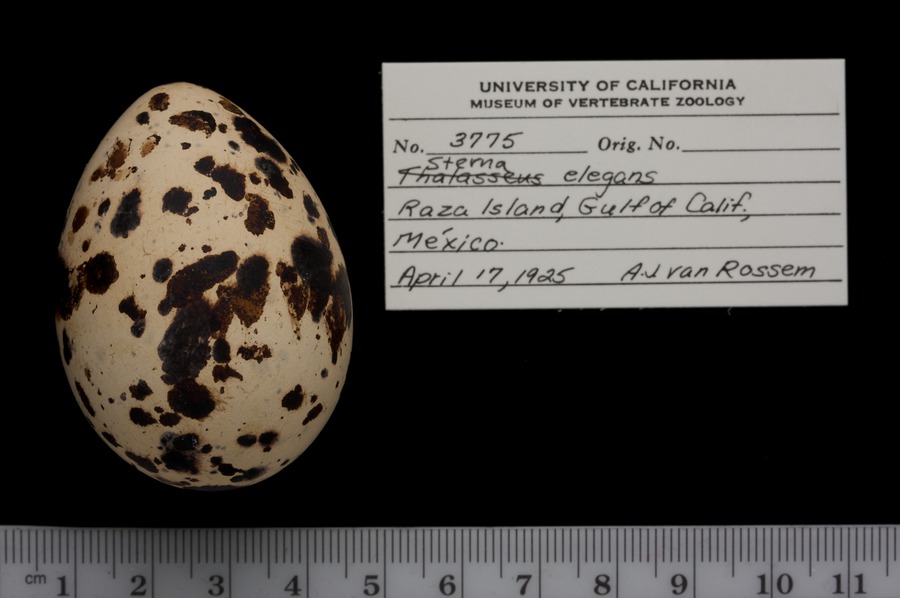 UNIVERSITY OF CALIFORNIA
MUSEUM OF VERTEBRATE ZOOLOGY
No. 3775 Orig. No.
Sterna
Thalasseus elegans
Raza Island, Gulf of Calif.,
México.
April 17, 1925 A.J van Rossem
cm 1 2 3 4 5 6 7 8 9 10 11